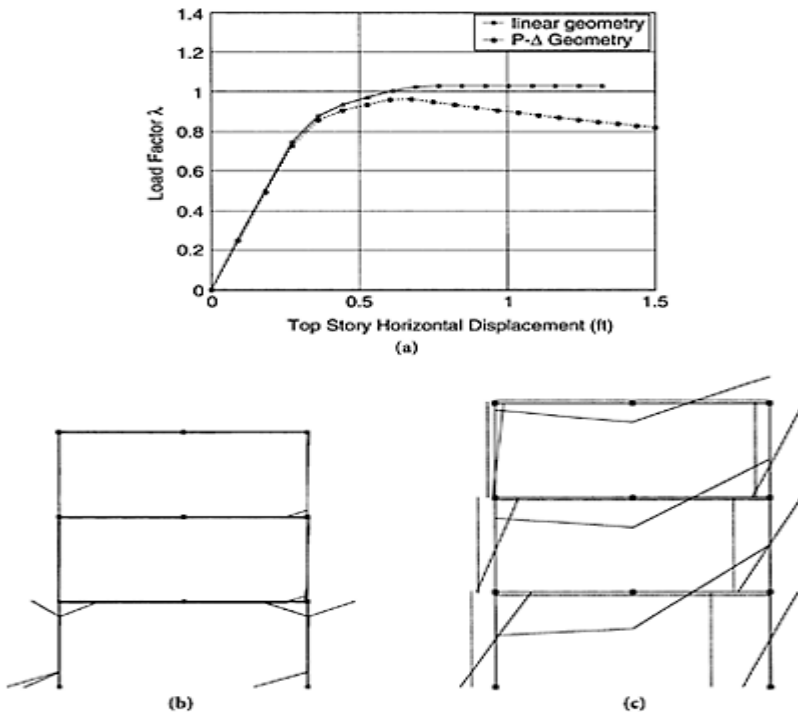 1.4
1.2
1
0.8
0.6
0.4
0.2
0
Load Factor λ
linear geometry
P-Δ Geometry
0 0.5 1 1.5
Top Story Horizontal Displacement (ft)
(a)
(b)
(c)